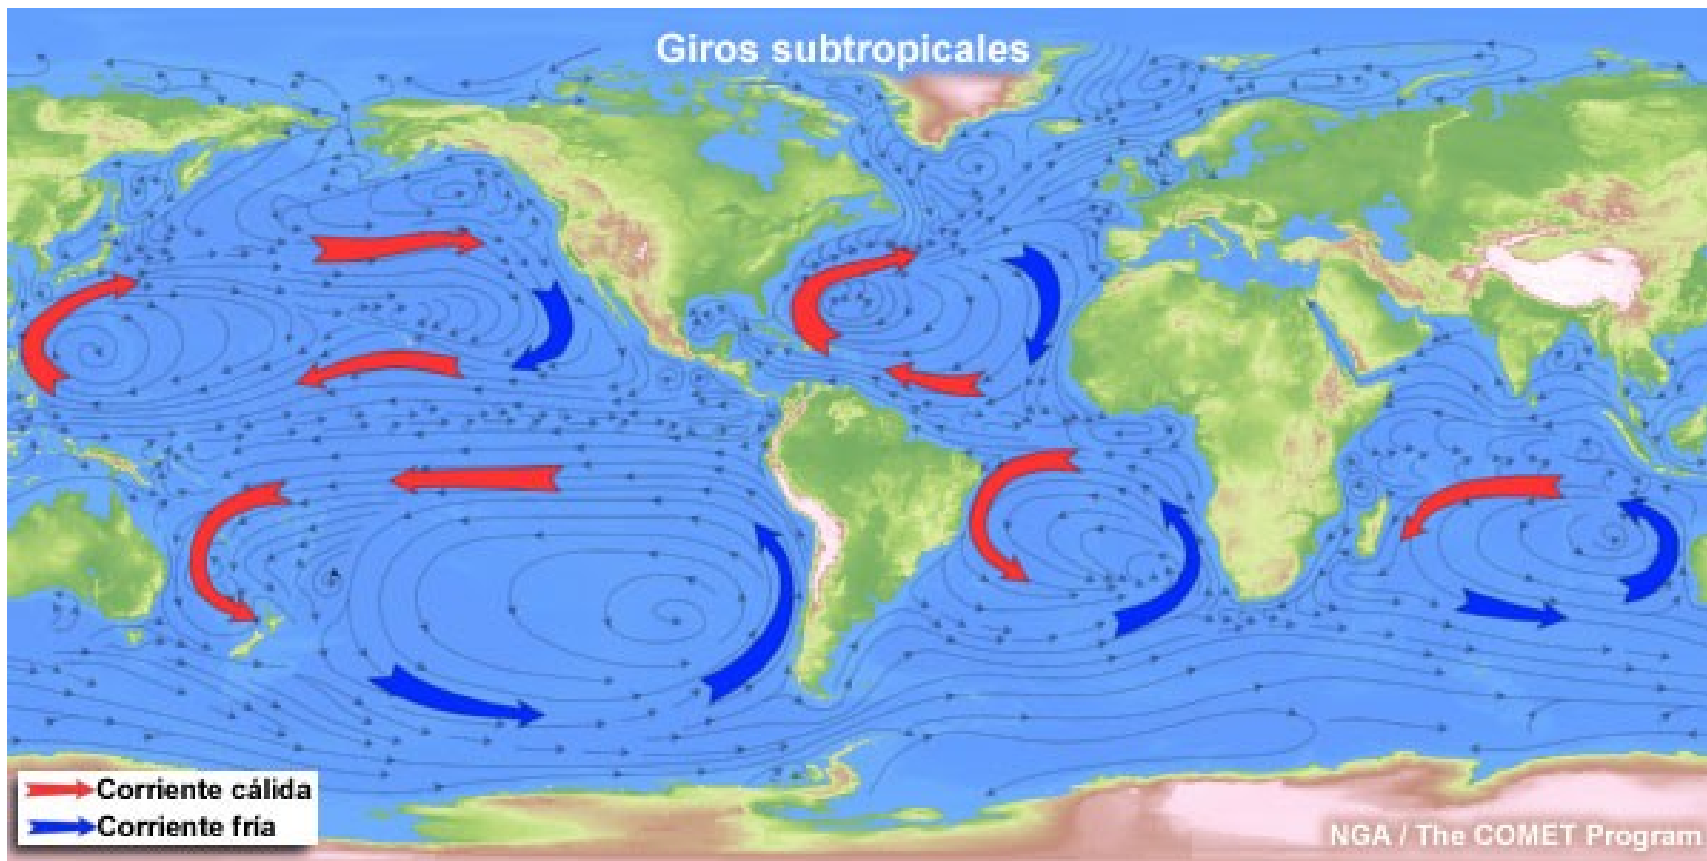 Giros subtropicales
Corriente cálida
Corriente fría
NGA / The COMET Program